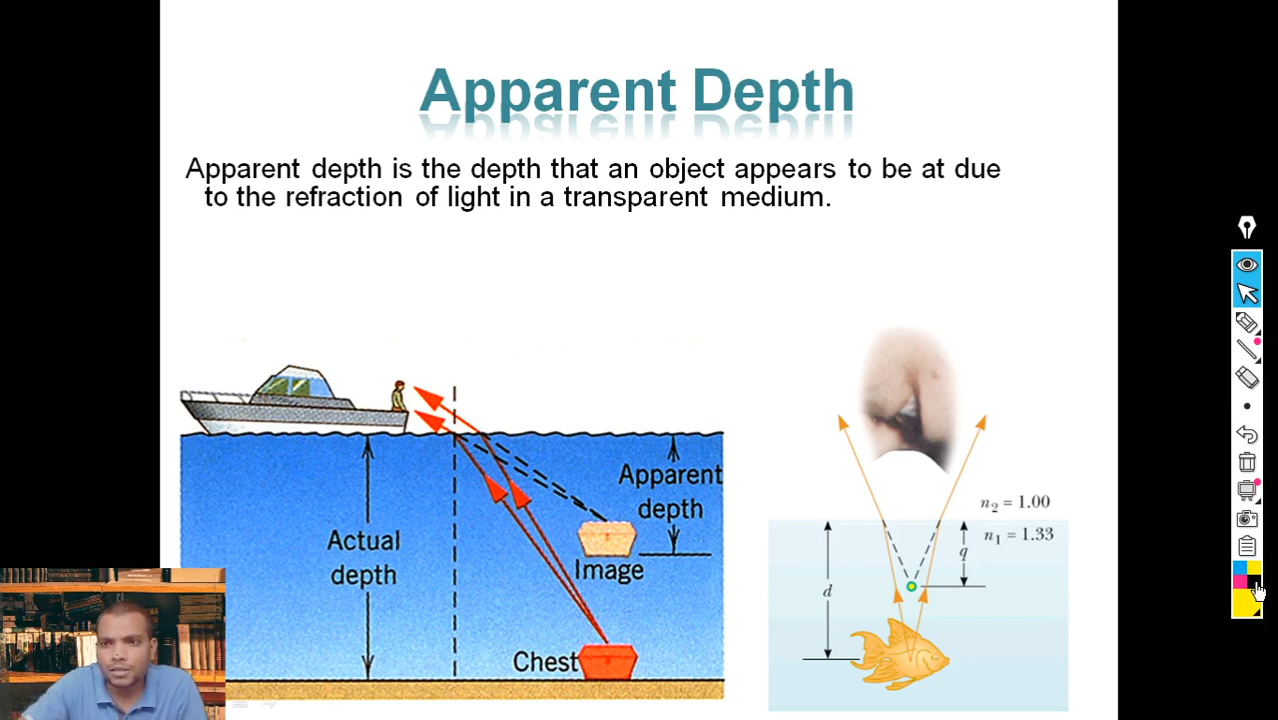 Apparent Depth
Apparent depth is the depth that an object appears to be at due
to the refraction of light in a transparent medium.
Apparent
depth
Actual
depth
Image
Chest
n₂ = 1.00
n₁ = 1.33
q
d